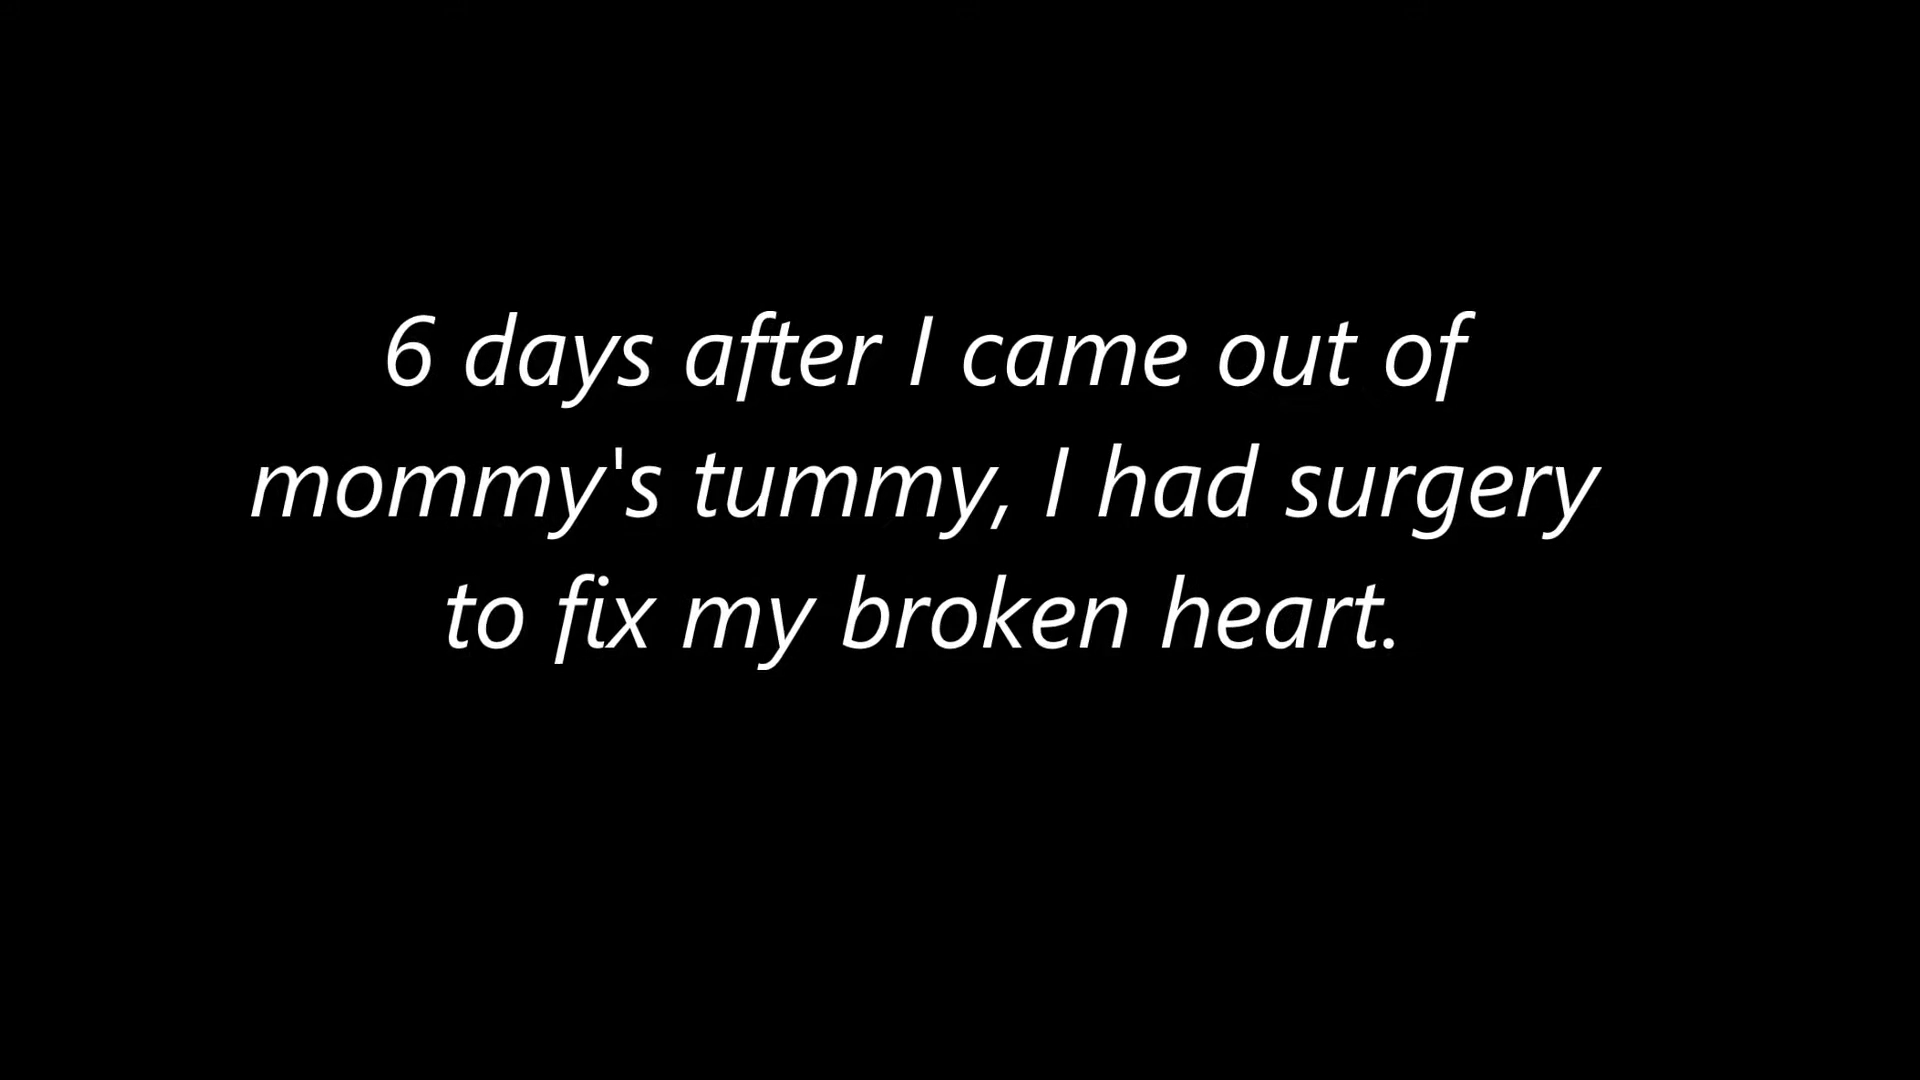 6 days after I came out of
mommy's tummy, I had surgery
to fix my broken heart.